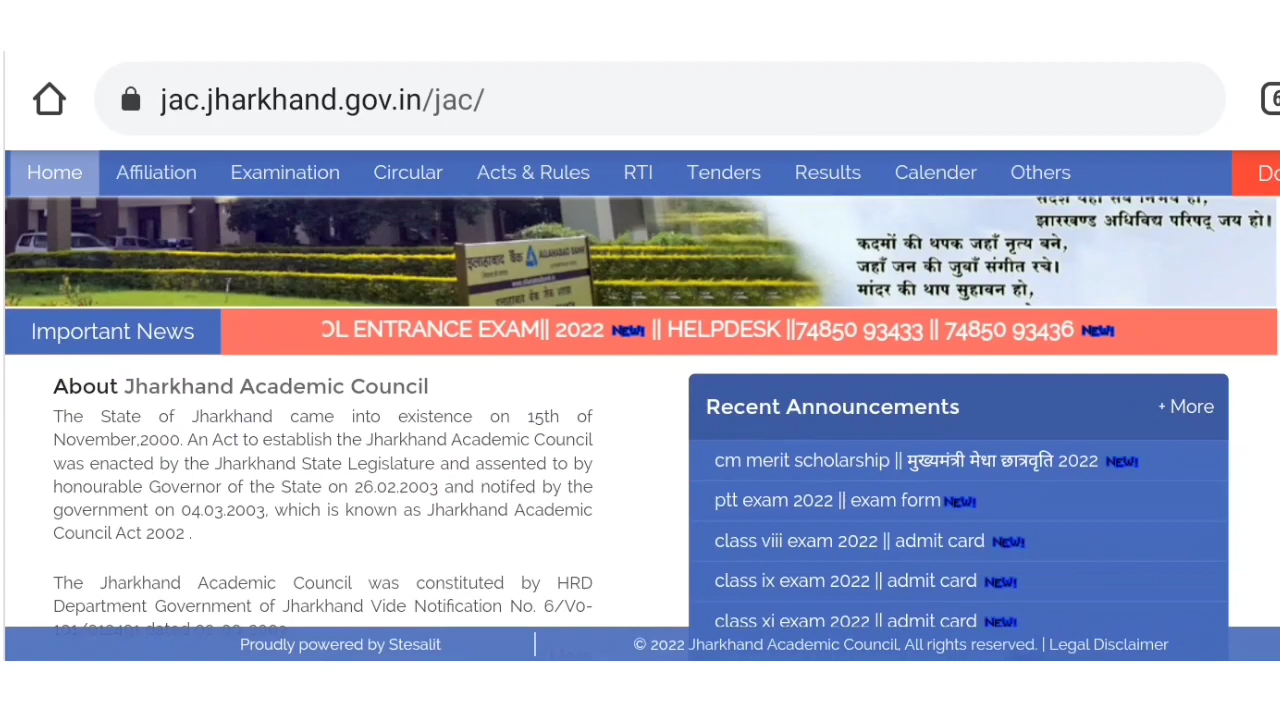 jac.jharkhand.gov.in/jac/
Home Affiliation Examination Circular Acts & Rules RTI Tenders Results Calender Others
झारखण्ड अधिविद्य परिषद् जय हो।
कदमों की थपक जहाँ नृत्य बने,
जहाँ जन की जुबाँ संगीत रचे।
मांदर की थाप सुहावन हो,
इलाहाबाद बैंक ALLAHABAD BANK
Important News
OL ENTRANCE EXAM|| 2022 NEW! || HELPDESK ||74850 93433 || 74850 93436 NEW!
About Jharkhand Academic Council
The State of Jharkhand came into existence on 15th of
November,2000. An Act to establish the Jharkhand Academic Council
was enacted by the Jharkhand State Legislature and assented to by
honourable Governor of the State on 26.02.2003 and notifed by the
government on 04.03.2003, which is known as Jharkhand Academic
Council Act 2002 .
The Jharkhand Academic Council was constituted by HRD
Department Government of Jharkhand Vide Notification No. 6/V0-
Recent Announcements
+ More
cm merit scholarship || मुख्यमंत्री मेधा छात्रवृति 2022 NEW!
ptt exam 2022 || exam form NEW!
class viii exam 2022 || admit card NEW!
class ix exam 2022 || admit card NEW!
class xi exam 2022 || admit card NEW!
Proudly powered by Stesalit
© 2022 Jharkhand Academic Council, All rights reserved. | Legal Disclaimer